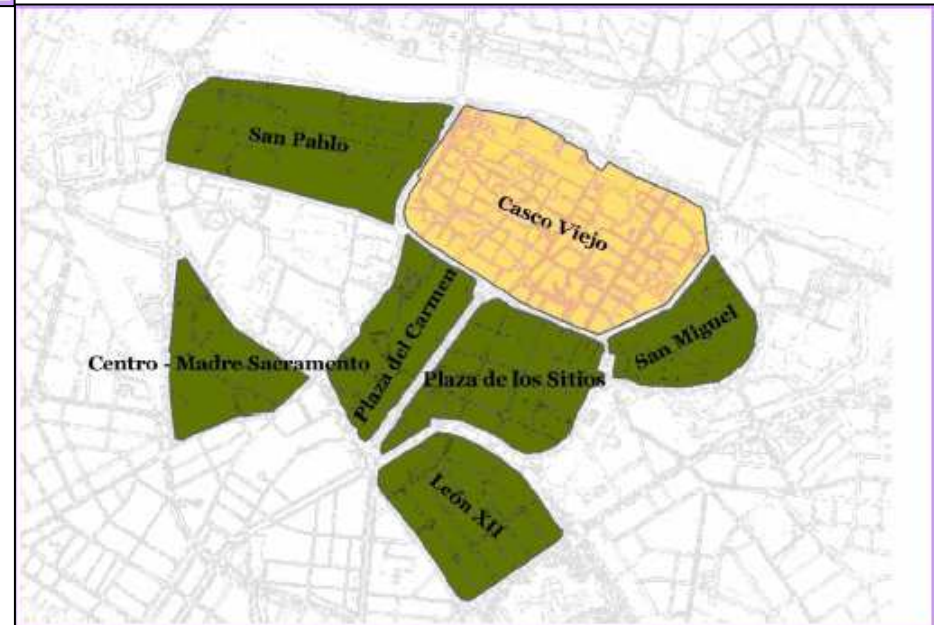 San Pablo
Casco Viejo
San Miguel
Plaza del Carmen
Centro - Madre Sacramento
Plaza de los Sitios
León XII